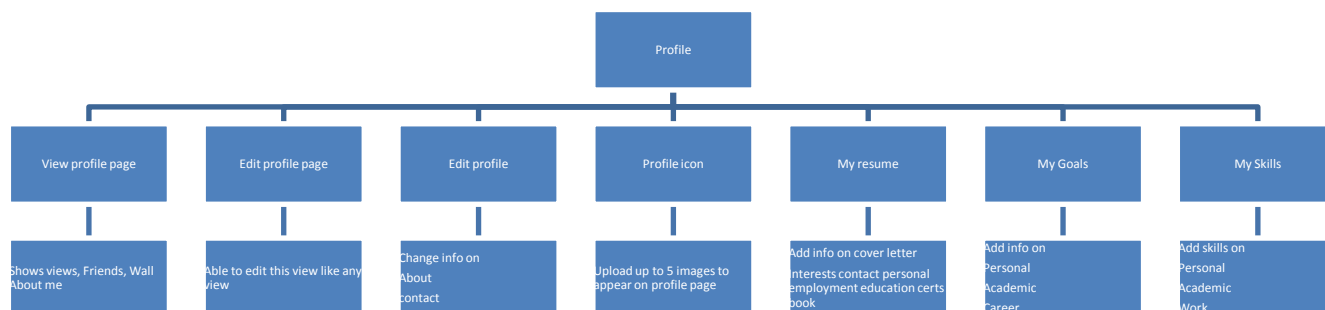 Profile
View profile page
Edit profile page
Edit profile
Profile icon
My resume
My Goals
My Skills
Shows views, Friends, Wall
About me
Able to edit this view like any
view
Change info on
About
contact
Upload up to 5 images to
appear on profile page
Add info on cover letter
Interests contact personal
employment education certs
book
Add info on
Personal
Academic
Career
Add skills on
Personal
Academic
Work